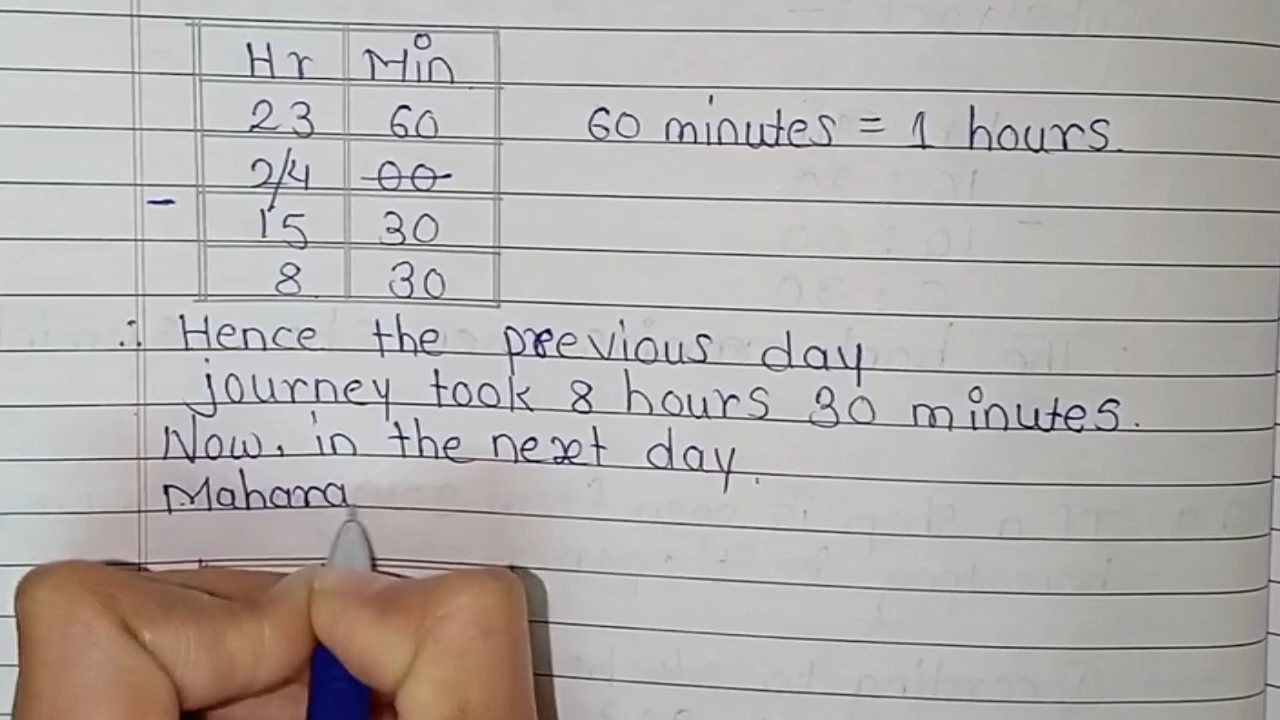 Hr Min
23 60 60 minutes = 1 hours.
24 00
- 15 30
8 30
∴ Hence the previous day
journey took 8 hours 30 minutes.
Now, in the next day.
Mahara